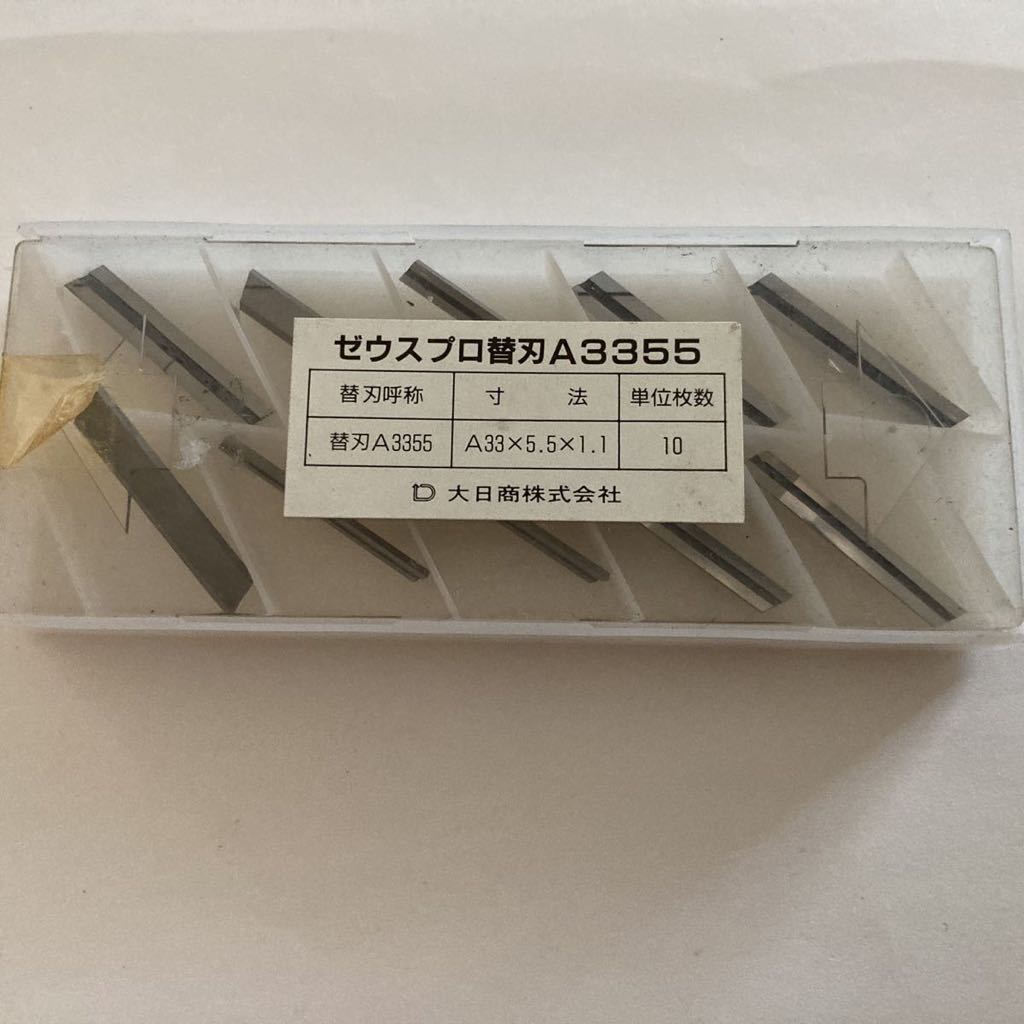 ゼウスプロ替刃A3355
替刃呼称 寸 法 単位枚数
替刃A3355 A33×5.5×1.1 10
大日商株式会社